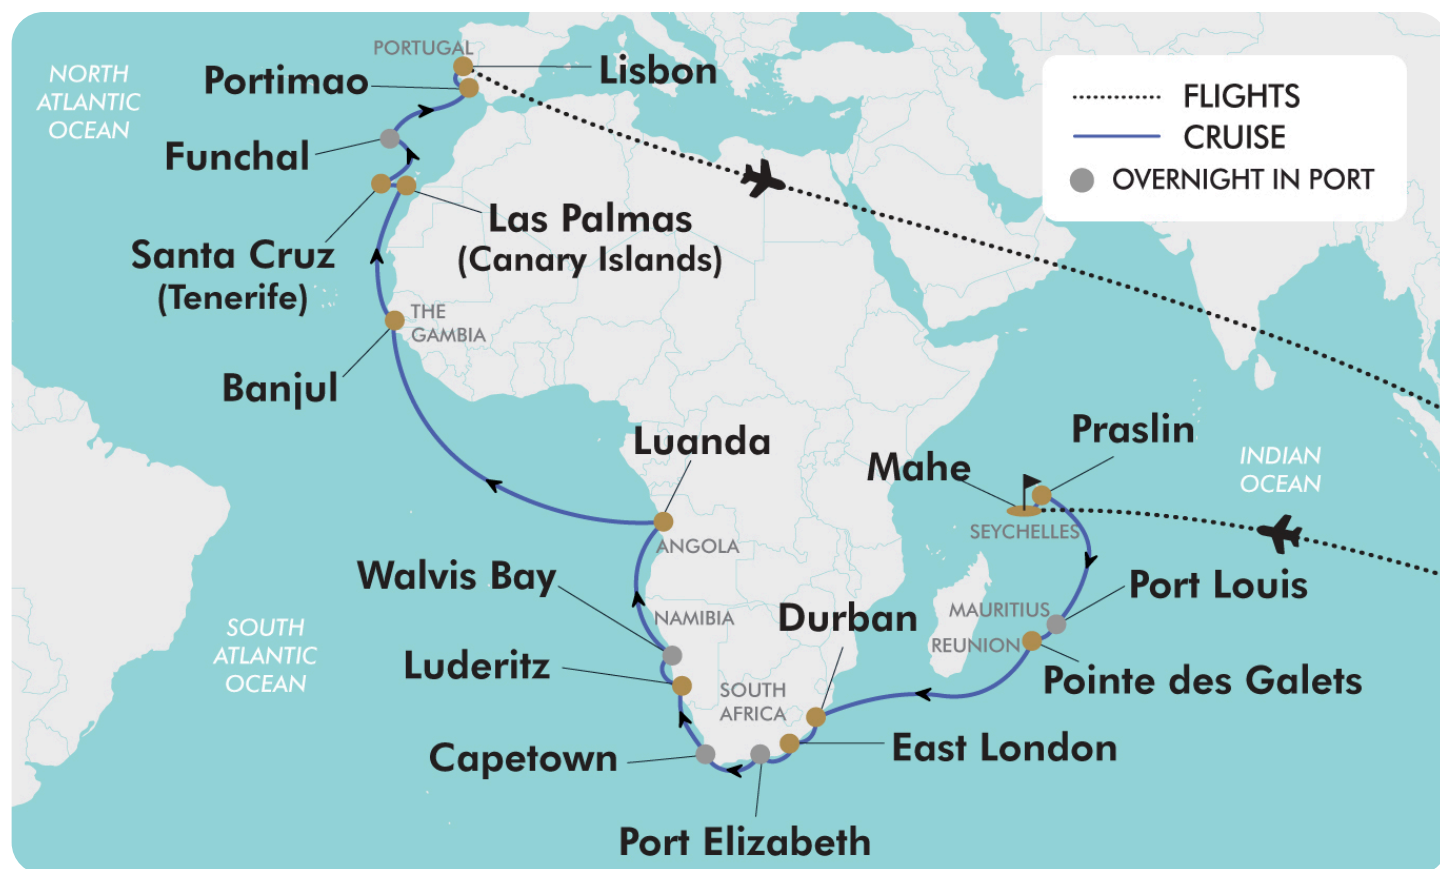 PORTUGAL
Lisbon
Portimao
NORTH
ATLANTIC
OCEAN
FLIGHTS
CRUISE
OVERNIGHT IN PORT
Funchal
Las Palmas
(Canary Islands)
Santa Cruz
(Tenerife)
THE
GAMBIA
Banjul
Luanda
Praslin
Mahe
INDIAN
OCEAN
SEYCHELLES
ANGOLA
Walvis Bay
Port Louis
MAURITIUS
NAMIBIA
Durban
REUNION
SOUTH
ATLANTIC
OCEAN
Luderitz
Pointe des Galets
SOUTH
AFRICA
Capetown
East London
Port Elizabeth